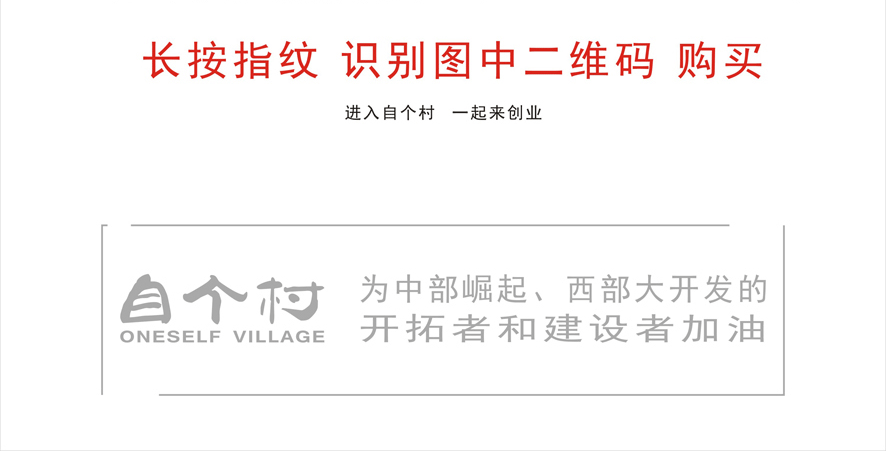 长按指纹 识别图中二维码 购买
进入自个村 一起来创业
自个村
ONESELF VILLAGE
为中部崛起、西部大开发的
开拓者和建设者加油